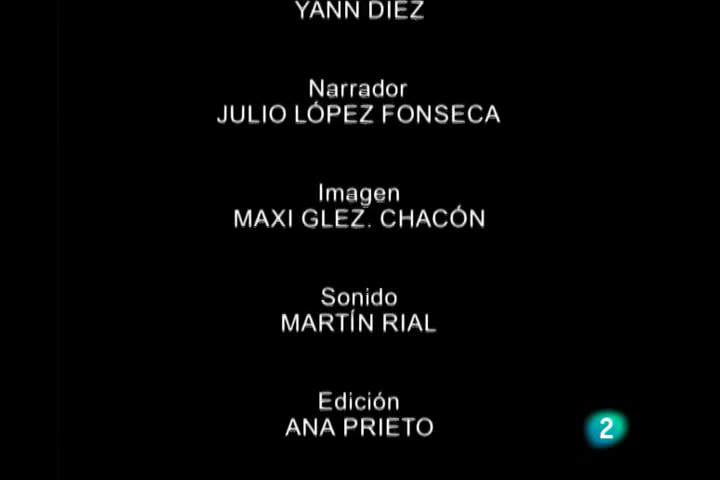 YANN DIEZ
Narrador
JULIO LÓPEZ FONSECA
Imagen
MAXI GLEZ. CHACÓN
Sonido
MARTÍN RIAL
Edición
ANA PRIETO
2